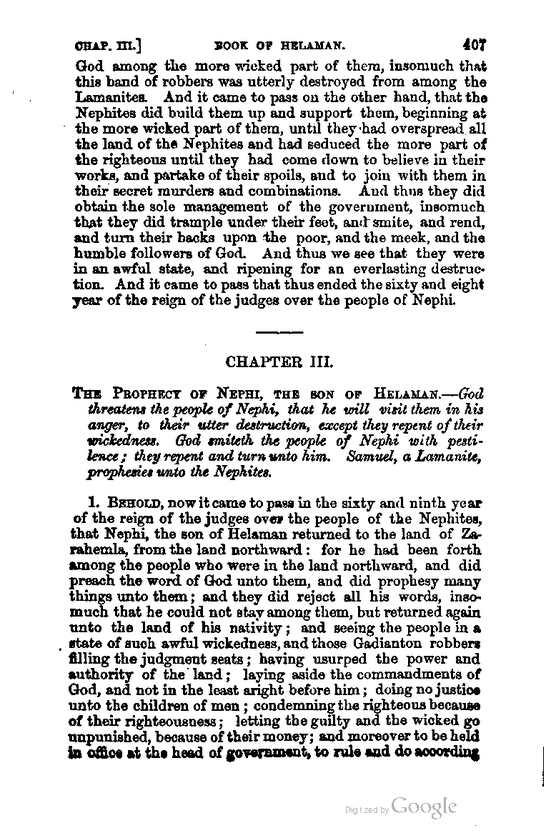 CHAP. III.] BOOK OF HELAMAN. 407
God among the more wicked part of them, insomuch that
this band of robbers was utterly destroyed from among the
Lamanites. And it came to pass on the other hand, that the
Nephites did build them up and support them, beginning at
the more wicked part of them, until they had overspread all
the land of the Nephites and had seduced the more part of
the righteous until they had come down to believe in their
works, and partake of their spoils, and to join with them in
their secret murders and combinations. And thus they did
obtain the sole management of the government, insomuch
that they did trample under their feet, and smite, and rend,
and turn their backs upon the poor, and the meek, and the
humble followers of God. And thus we see that they were
in an awful state, and ripening for an everlasting destruc-
tion. And it came to pass that thus ended the sixty and eight
year of the reign of the judges over the people of Nephi.
CHAPTER III.
THE PROPHECY OF NEPHI, THE SON OF HELAMAN.—God
threatens the people of Nephi, that he will visit them in his
anger, to their utter destruction, except they repent of their
wickedness. God smiteth the people of Nephi with pesti-
lence; they repent and turn unto him. Samuel, a Lamanite,
prophesies unto the Nephites.
1. BEHOLD, now it came to pass in the sixty and ninth year
of the reign of the judges over the people of the Nephites,
that Nephi, the son of Helaman returned to the land of Za-
rahemla, from the land northward: for he had been forth
among the people who were in the land northward, and did
preach the word of God unto them, and did prophesy many
things unto them; and they did reject all his words, inso-
much that he could not stay among them, but returned again
unto the land of his nativity; and seeing the people in a
state of such awful wickedness, and those Gadianton robbers
filling the judgment seats; having usurped the power and
authority of the land; laying aside the commandments of
God, and not in the least aright before him; doing no justice
unto the children of men; condemning the righteous because
of their righteousness; letting the guilty and the wicked go
unpunished, because of their money; and moreover to be held
in office at the head of government, to rule and do according
Digitized by Google